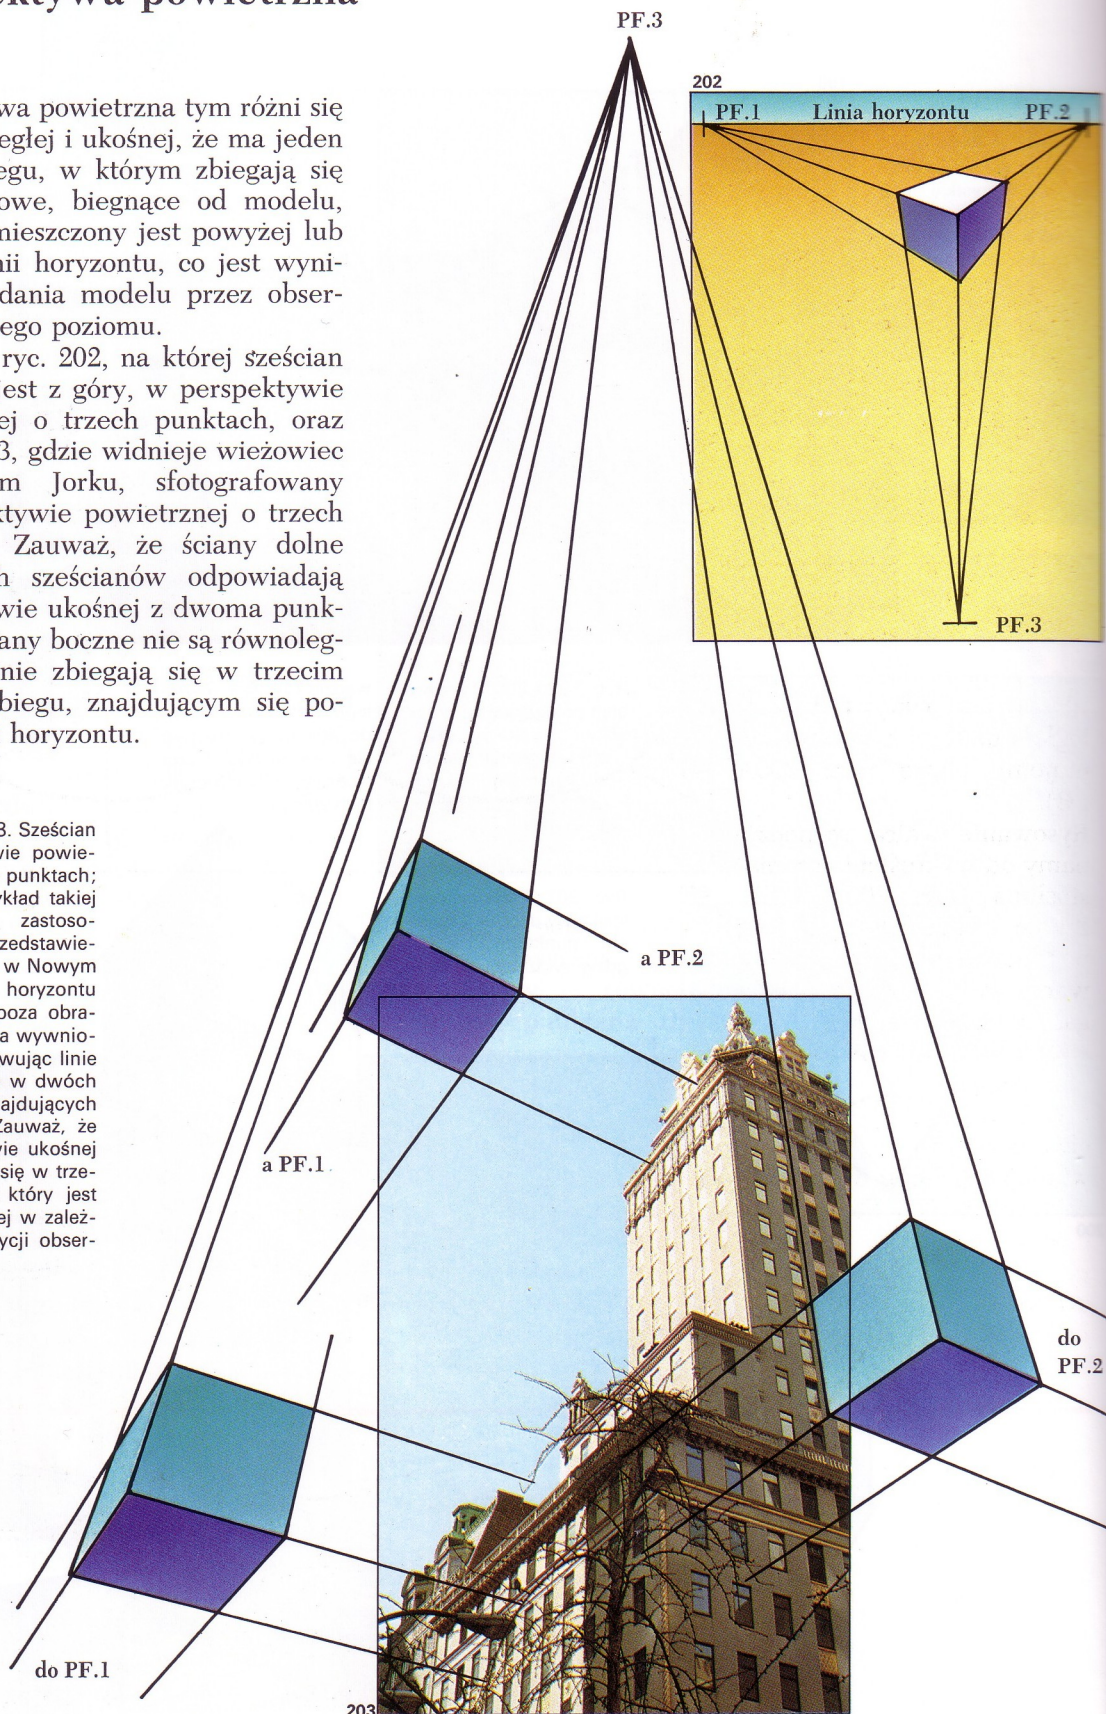 ktywa powietrzna
wa powietrzna tym różni się
egłej i ukośnej, że ma jeden
egu, w którym zbiegają się
owe, biegnące od modelu,
mieszczony jest powyżej lub
nii horyzontu, co jest wyni-
dania modelu przez obser-
ego poziomu.
ryc. 202, na której sześcian
est z góry, w perspektywie
ej o trzech punktach, oraz
3, gdzie widnieje wieżowiec
m Jorku, sfotografowany
ktywie powietrznej o trzech
Zauważ, że ściany dolne
h sześcianów odpowiadają
wie ukośnej z dwoma punk-
any boczne nie są równoleg-
nie zbiegają się w trzecim
biegu, znajdującym się po-
horyzontu.
3. Sześcian
wie powie-
punktach;
ykład takiej
zastoso-
zedstawie-
w Nowym
horyzontu
poza obra-
a wywnio-
wując linie
w dwóch
ajdujących
Zauważ, że
wie ukośnej
się w trze-
który jest
ej w zależ-
ycji obser-
PF.3
202
PF.1 Linia horyzontu PF.2
PF.3
a PF.2
a PF.1
do
PF.2
do PF.1
203